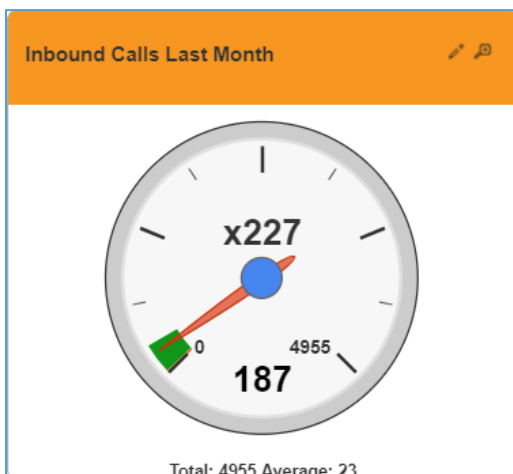 Inbound Calls Last Month
x227
0 4955
187
Total: 4955 Average: 23